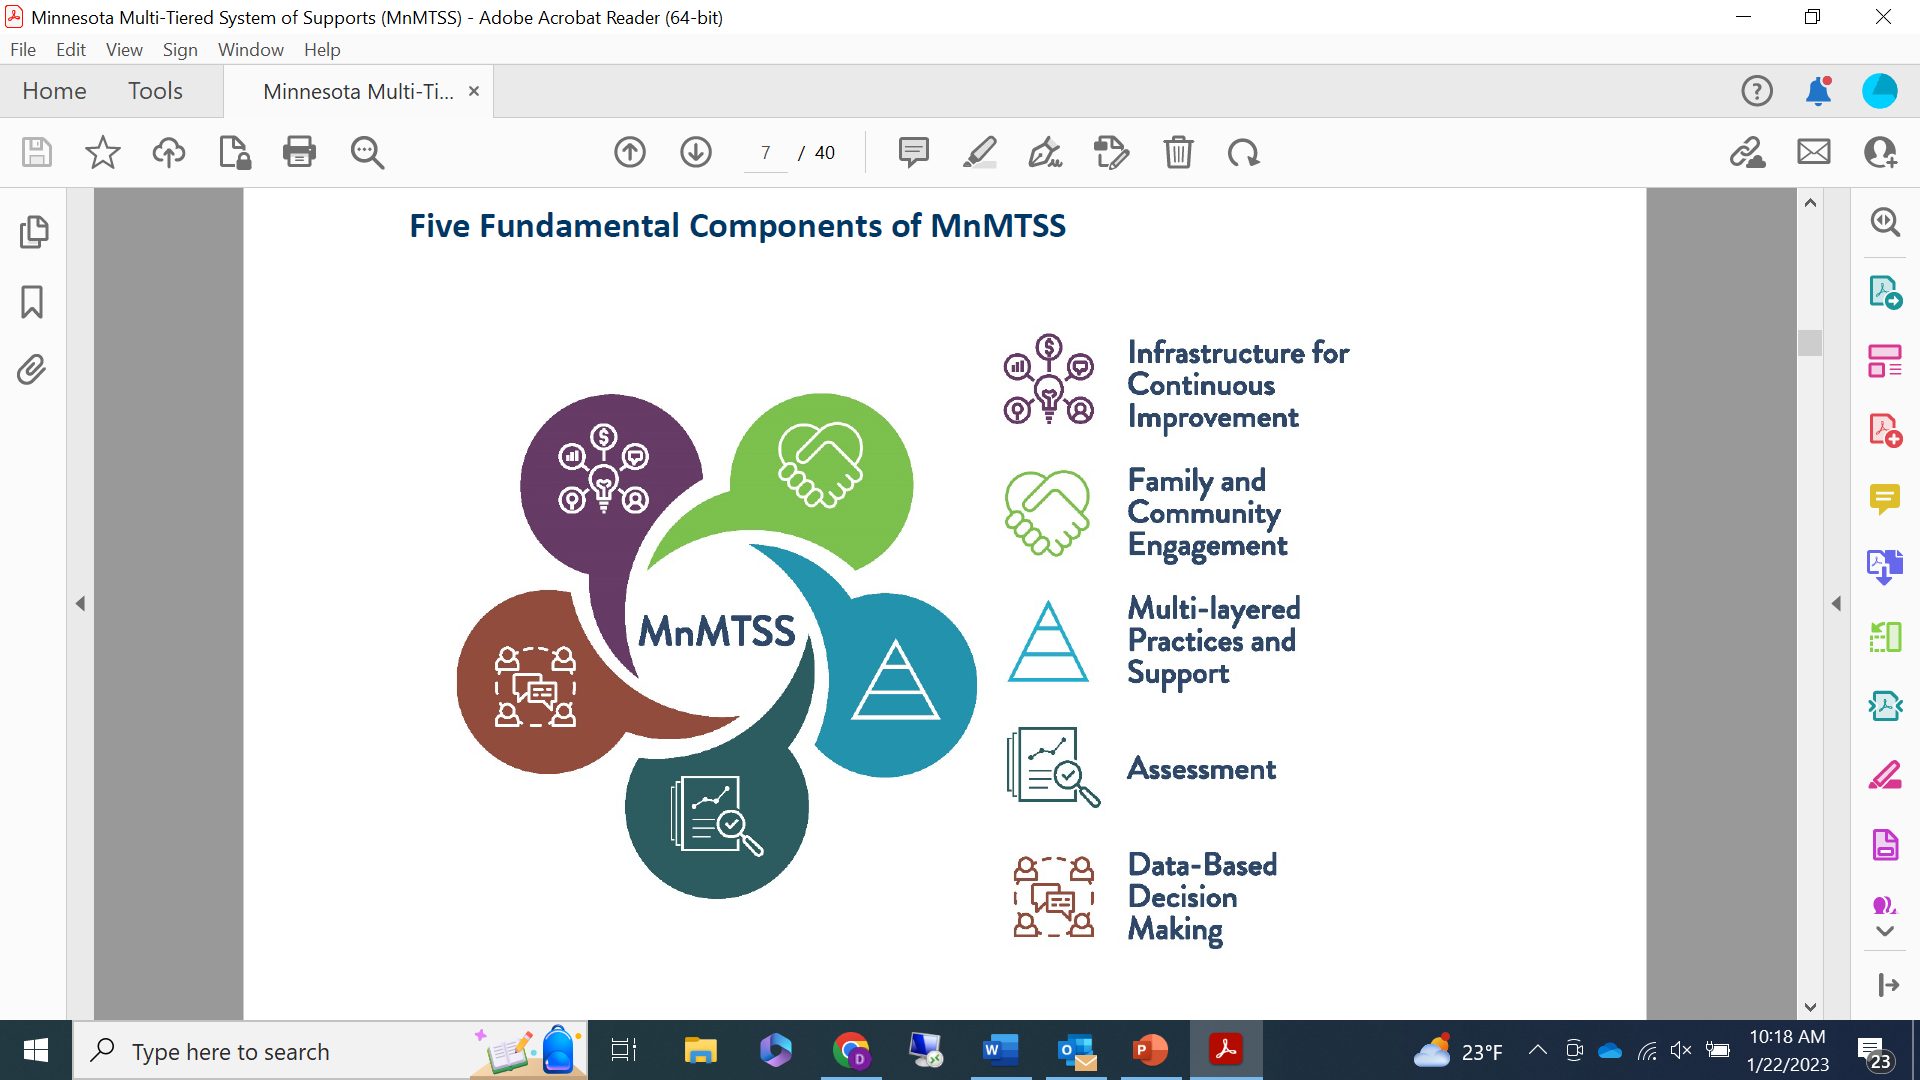 Minnesota Multi-Tiered System of Supports (MnMTSS) - Adobe Acrobat Reader (64-bit)
File Edit View Sign Window Help
Home Tools Minnesota Multi-Ti... ×
7 / 40
Five Fundamental Components of MnMTSS
MnMTSS
Infrastructure for
Continuous
Improvement
Family and
Community
Engagement
Multi-layered
Practices and
Support
Assessment
Data-Based
Decision
Making
Type here to search
23°F
10:18 AM
1/22/2023
23